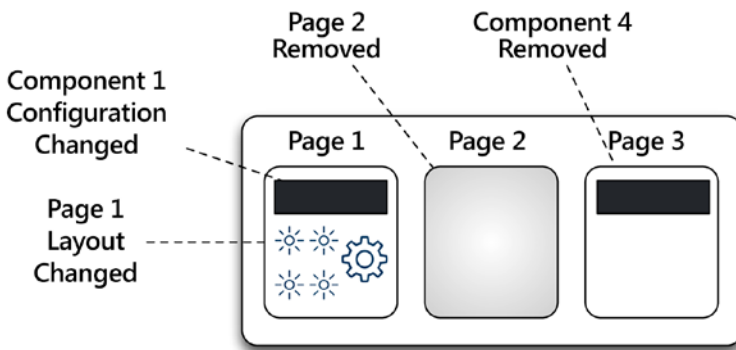 Page 2
Removed
Component 4
Removed
Component 1
Configuration
Changed
Page 1
Page 2
Page 3
Page 1
Layout
Changed